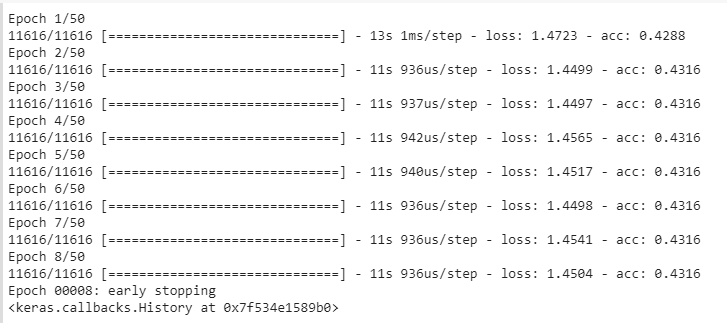 Epoch 1/50
11616/11616 [==============================] - 13s 1ms/step - loss: 1.4723 - acc: 0.4288
Epoch 2/50
11616/11616 [==============================] - 11s 936us/step - loss: 1.4499 - acc: 0.4316
Epoch 3/50
11616/11616 [==============================] - 11s 937us/step - loss: 1.4497 - acc: 0.4316
Epoch 4/50
11616/11616 [==============================] - 11s 942us/step - loss: 1.4565 - acc: 0.4316
Epoch 5/50
11616/11616 [==============================] - 11s 940us/step - loss: 1.4517 - acc: 0.4316
Epoch 6/50
11616/11616 [==============================] - 11s 936us/step - loss: 1.4498 - acc: 0.4316
Epoch 7/50
11616/11616 [==============================] - 11s 936us/step - loss: 1.4541 - acc: 0.4316
Epoch 8/50
11616/11616 [==============================] - 11s 936us/step - loss: 1.4504 - acc: 0.4316
Epoch 00008: early stopping
<keras.callbacks.History at 0x7f534e1589b0>